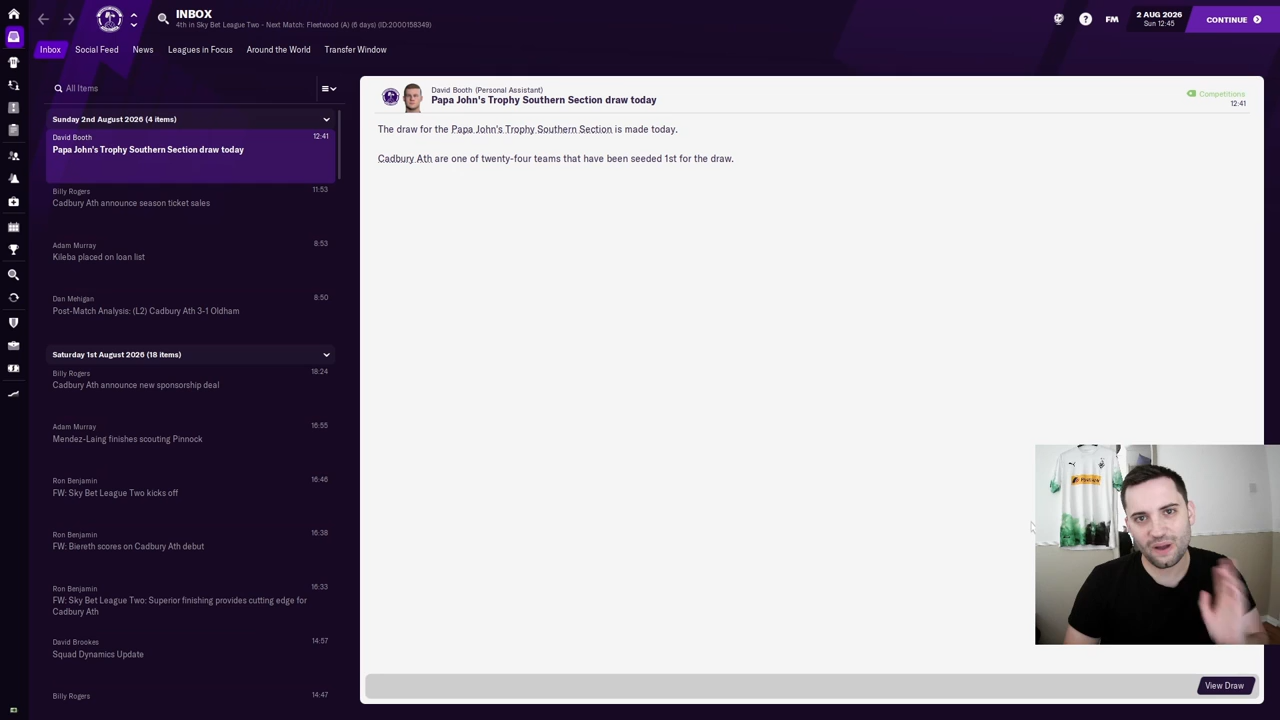 INBOX
4th in Sky Bet League Two - Next Match: Fleetwood (A) (6 days) (ID:2000158349)
FM
2 AUG 2026
Sun 12:45
CONTINUE
Inbox
Social Feed
News
Leagues in Focus
Around the World
Transfer Window
All Items
Sunday 2nd August 2026 (4 items)
David Booth
12:41
Papa John's Trophy Southern Section draw today
Billy Rogers
11:53
Cadbury Ath announce season ticket sales
Adam Murray
8:53
Kileba placed on loan list
Dan Mehigan
8:50
Post-Match Analysis: (L2) Cadbury Ath 3-1 Oldham
Saturday 1st August 2026 (18 items)
Billy Rogers
18:24
Cadbury Ath announce new sponsorship deal
Adam Murray
16:55
Mendez-Laing finishes scouting Pinnock
Ron Benjamin
16:46
FW: Sky Bet League Two kicks off
Ron Benjamin
16:38
FW: Biereth scores on Cadbury Ath debut
Ron Benjamin
16:33
FW: Sky Bet League Two: Superior finishing provides cutting edge for
Cadbury Ath
David Brookes
14:57
Squad Dynamics Update
Billy Rogers
14:47
David Booth (Personal Assistant)
Papa John's Trophy Southern Section draw today
Competitions
12:41
The draw for the Papa John's Trophy Southern Section is made today.
Cadbury Ath are one of twenty-four teams that have been seeded 1st for the draw.
View Draw